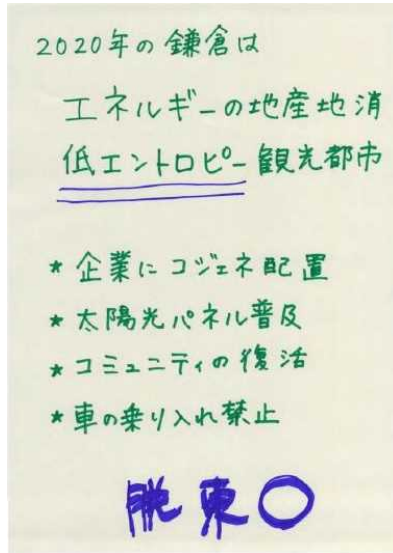 2020年の鎌倉は
エネルギーの地産地消
低エントロピー観光都市
* 企業にコジェネ配置
* 太陽光パネル普及
* コミュニティの復活
* 車の乗り入れ禁止
脱東〇